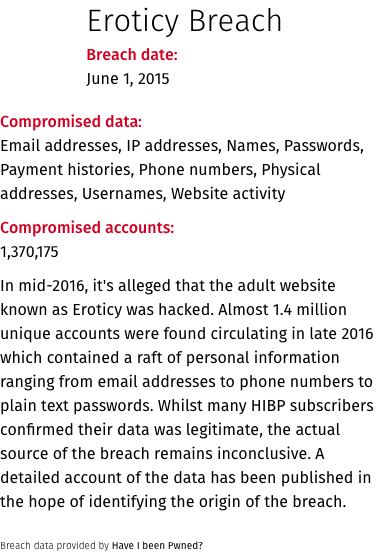 Eroticy Breach
Breach date:
June 1, 2015
Compromised data:
Email addresses, IP addresses, Names, Passwords,
Payment histories, Phone numbers, Physical
addresses, Usernames, Website activity
Compromised accounts:
1,370,175
In mid-2016, it's alleged that the adult website
known as Eroticy was hacked. Almost 1.4 million
unique accounts were found circulating in late 2016
which contained a raft of personal information
ranging from email addresses to phone numbers to
plain text passwords. Whilst many HIBP subscribers
confirmed their data was legitimate, the actual
source of the breach remains inconclusive. A
detailed account of the data has been published in
the hope of identifying the origin of the breach.
Breach data provided by Have I been Pwned?